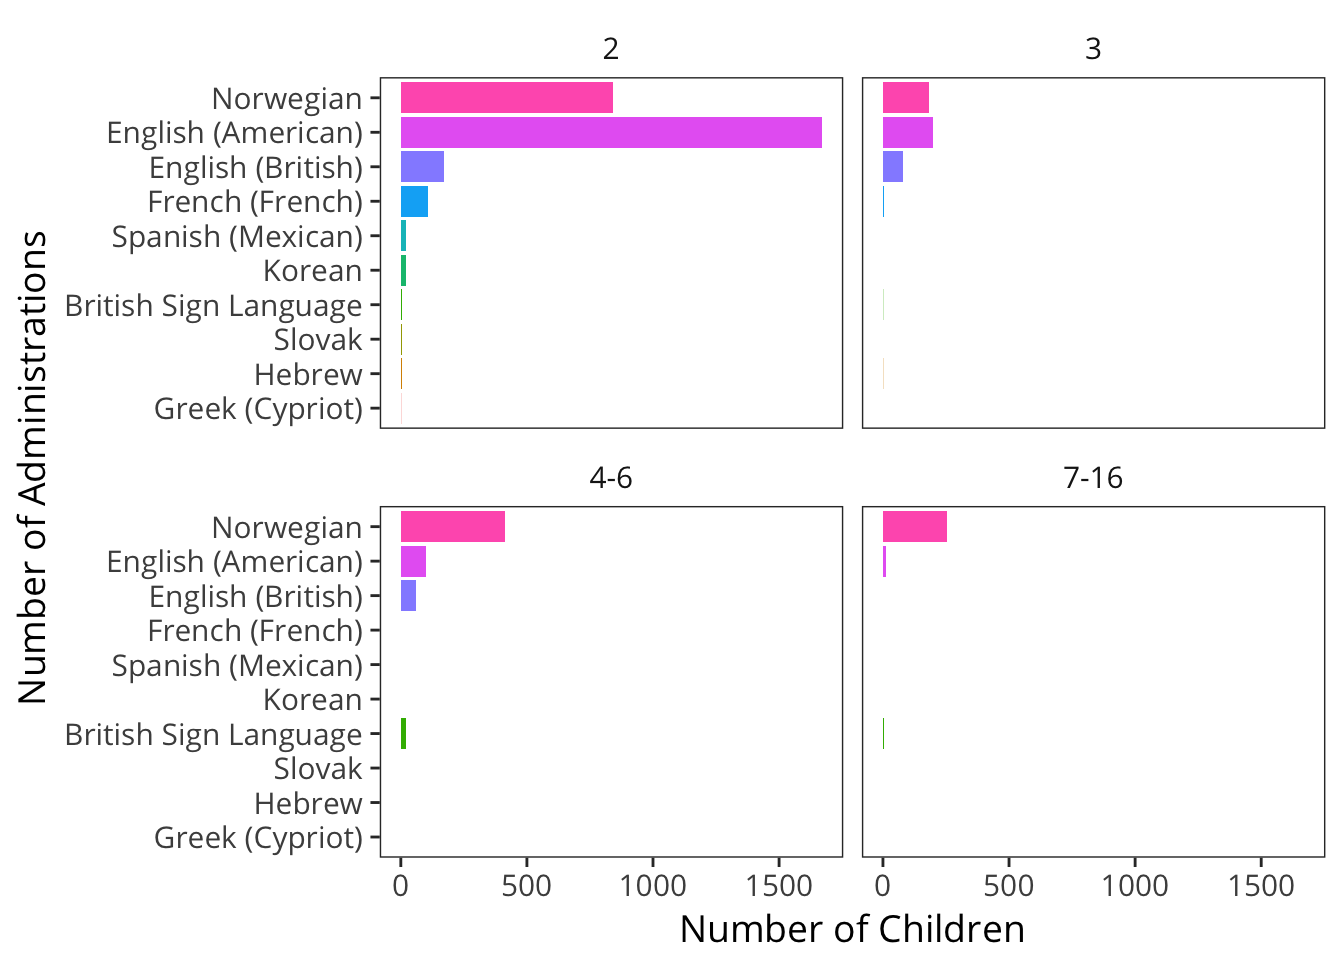 2
3
Norwegian
English (American)
English (British)
French (French)
Spanish (Mexican)
Korean
British Sign Language
Slovak
Hebrew
Greek (Cypriot)
4-6
7-16
Norwegian
English (American)
English (British)
French (French)
Spanish (Mexican)
Korean
British Sign Language
Slovak
Hebrew
Greek (Cypriot)
0 500 1000 1500
0 500 1000 1500
Number of Children
Number of Administrations